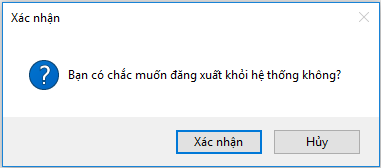 Xác nhận
Bạn có chắc muốn đăng xuất khỏi hệ thống không?
Xác nhận
Hủy